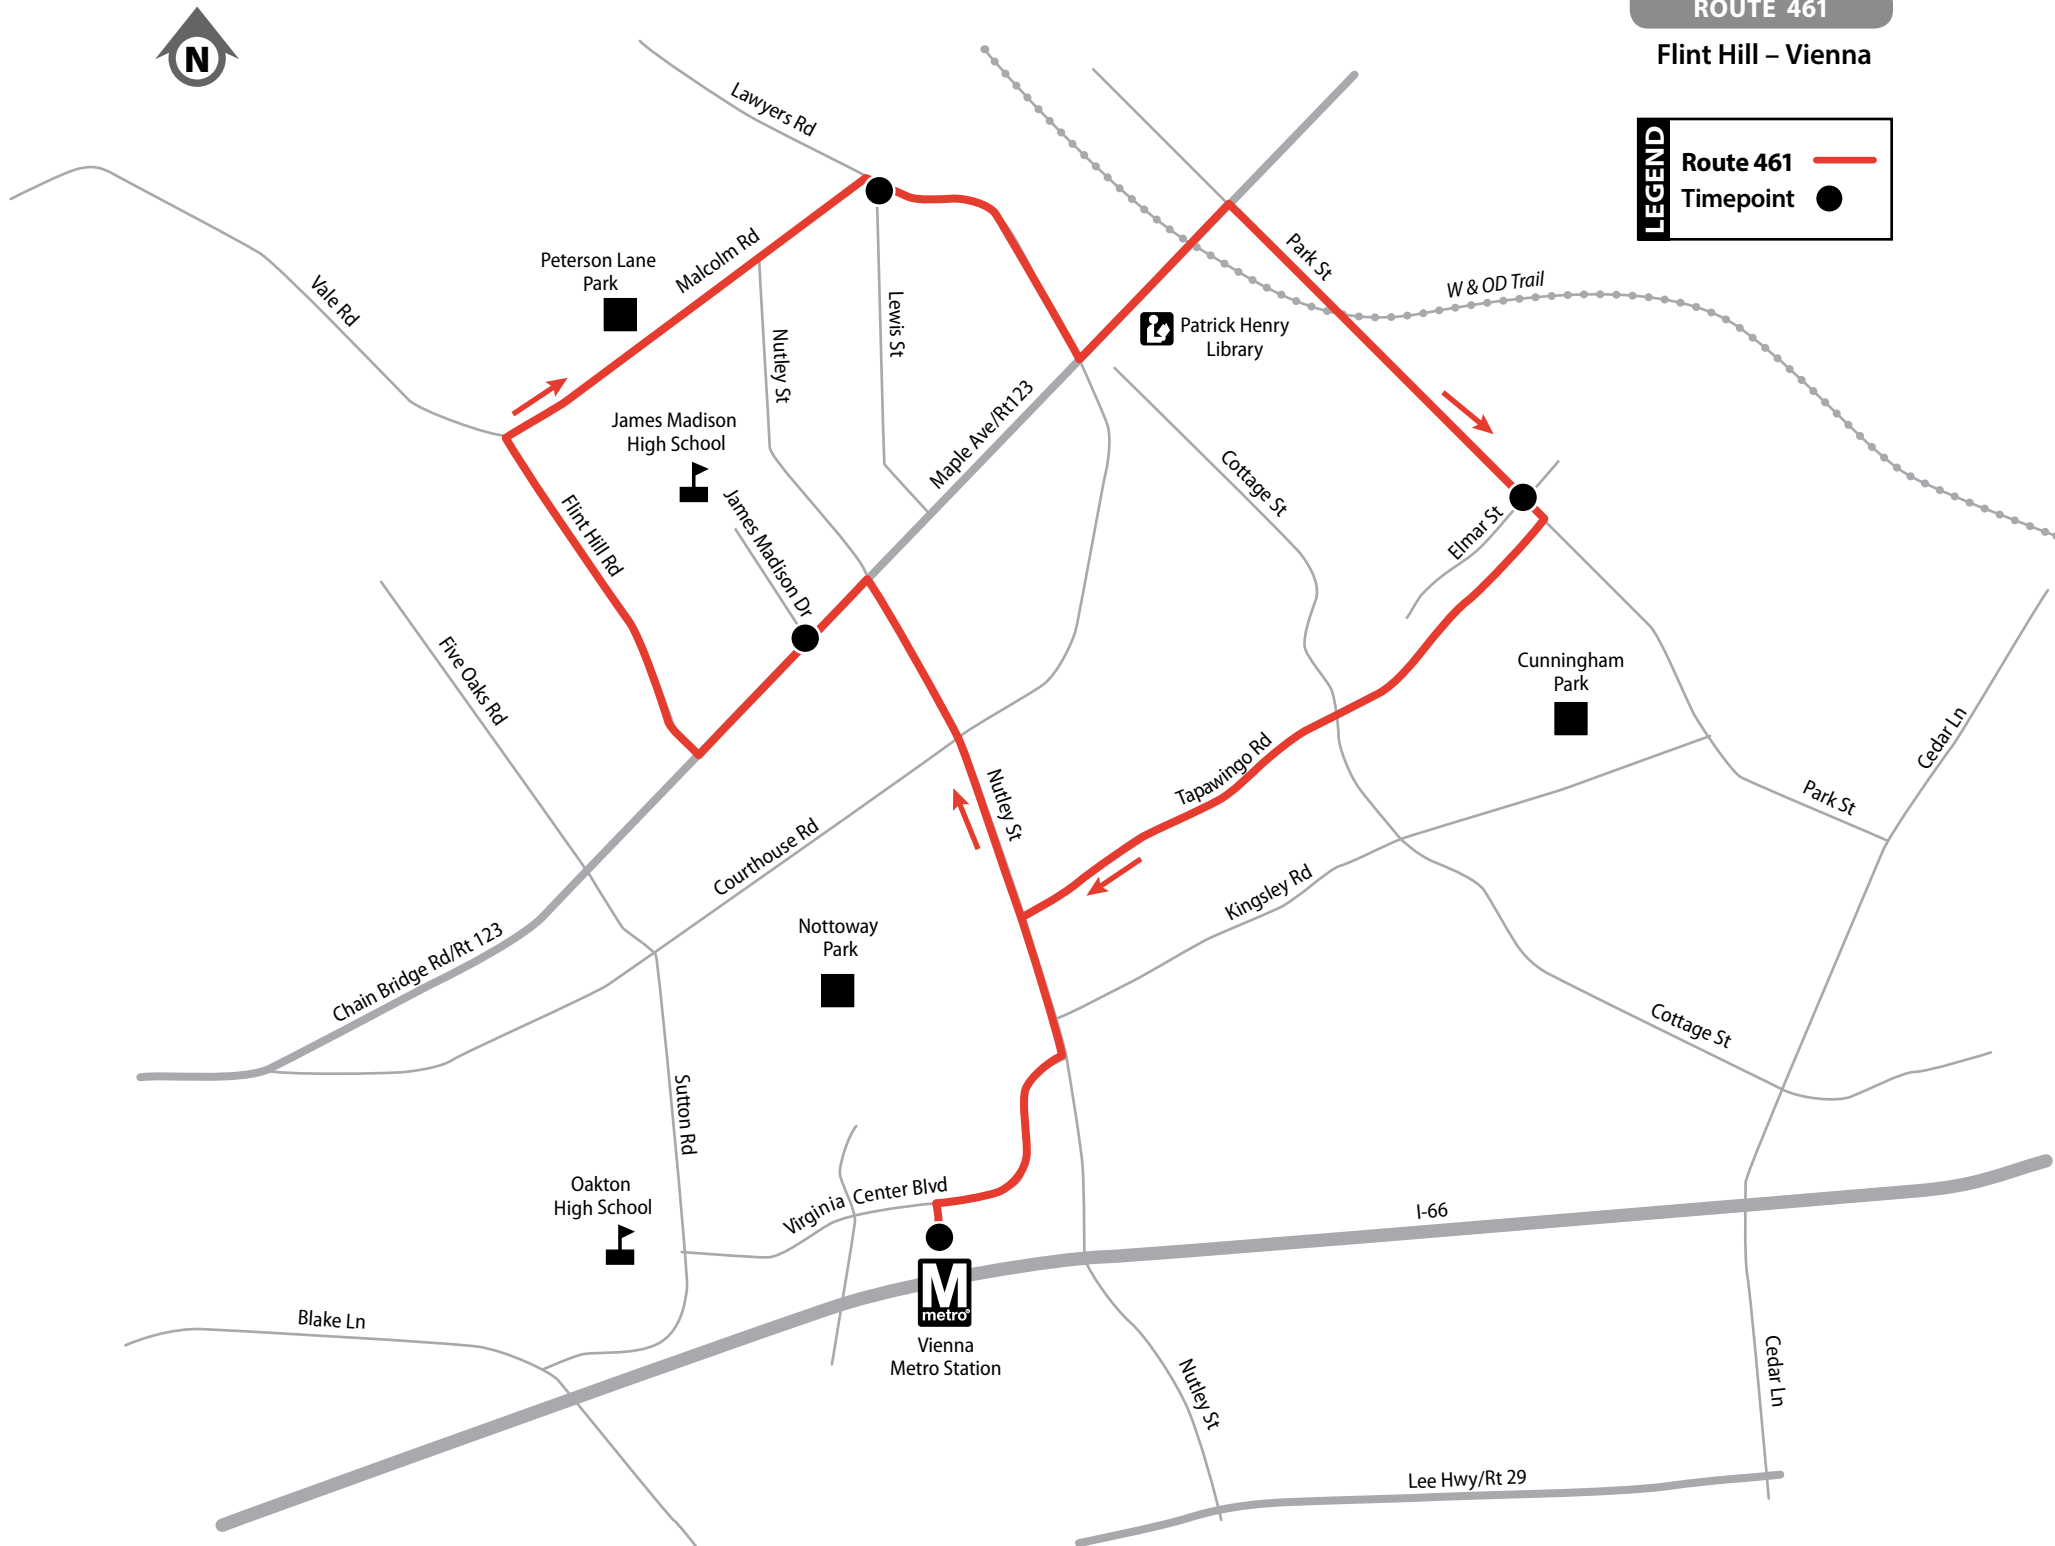 ROUTE 461
Flint Hill – Vienna
LEGEND
Route 461
Timepoint
N
Lawyers Rd
Vale Rd
Peterson Lane
Park
Malcolm Rd
Nutley St
Lewis St
Park St
W & OD Trail
Patrick Henry
Library
James Madison
High School
James Madison Dr
Maple Ave/Rt123
Cottage St
Elmar St
Flint Hill Rd
Five Oaks Rd
Cunningham
Park
Cedar Ln
Tapawingo Rd
Nutley St
Park St
Courthouse Rd
Kingsley Rd
Nottoway
Park
Chain Bridge Rd/Rt 123
Cottage St
Sutton Rd
Oakton
High School
Virginia Center Blvd
I-66
M
metro
Vienna
Metro Station
Blake Ln
Nutley St
Cedar Ln
Lee Hwy/Rt 29